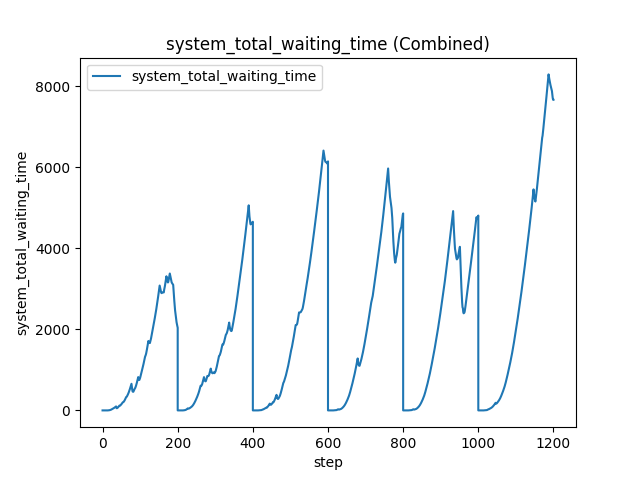 system_total_waiting_time (Combined)
system_total_waiting_time
system_total_waiting_time
8000
6000
4000
2000
0
0 200 400 600 800 1000 1200
step